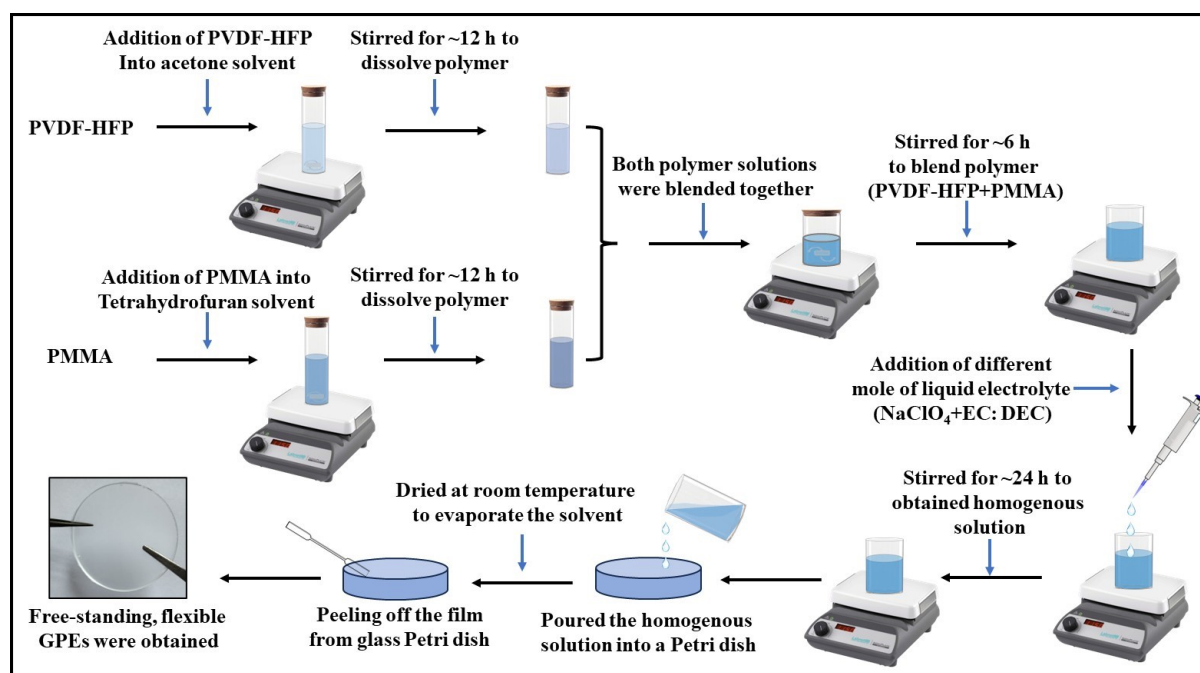 Addition of PVDF-HFP
Into acetone solvent
Stirred for ~12 h to
dissolve polymer
PVDF-HFP
Both polymer solutions
were blended together
Stirred for ~6 h
to blend polymer
(PVDF-HFP+PMMA)
Addition of PMMA into
Tetrahydrofuran solvent
Stirred for ~12 h to
dissolve polymer
PMMA
Addition of different
mole of liquid electrolyte
(NaClO₄+EC: DEC)
Stirred for ~24 h to
obtained homogenous
solution
Dried at room temperature
to evaporate the solvent
Poured the homogenous
solution into a Petri dish
Peeling off the film
from glass Petri dish
Free-standing, flexible
GPEs were obtained